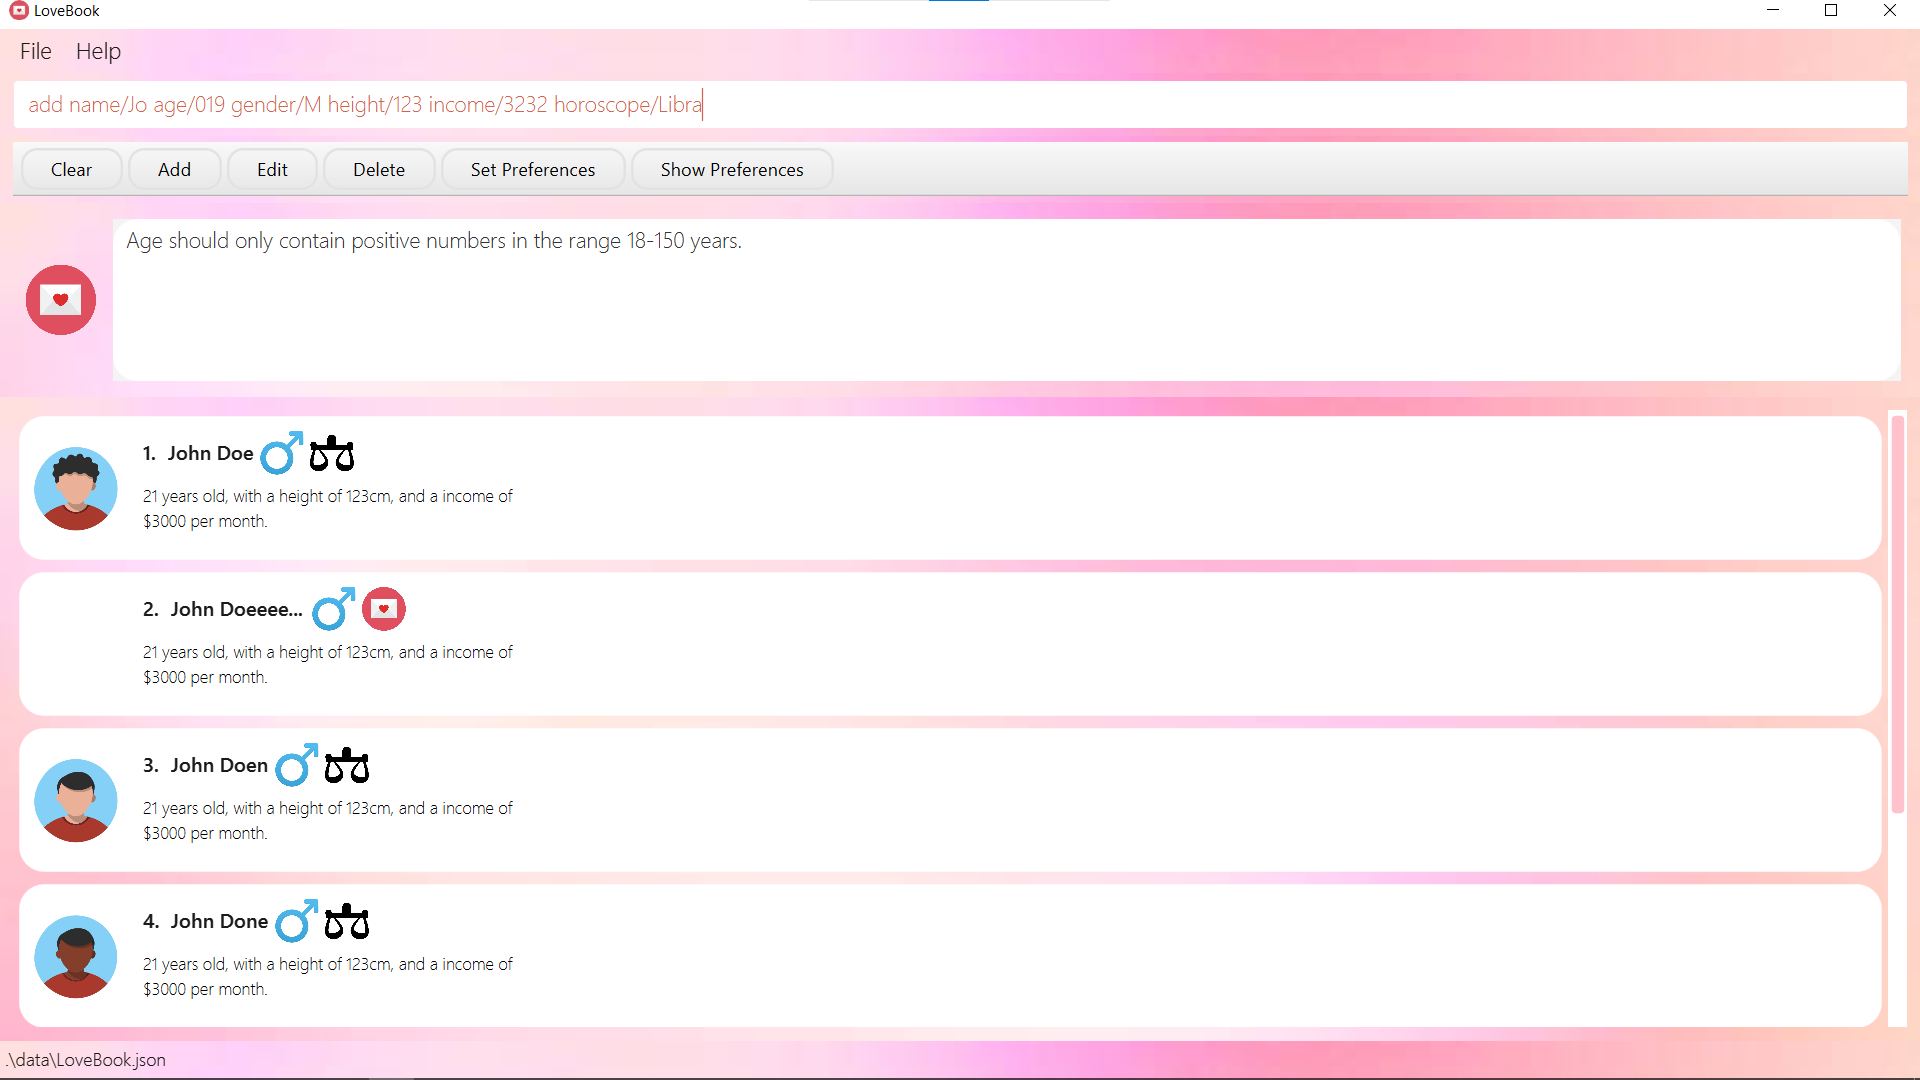 LoveBook
File Help
add name/Jo age/019 gender/M height/123 income/3232 horoscope/Libra
Clear Add Edit Delete Set Preferences Show Preferences
Age should only contain positive numbers in the range 18-150 years.
1. John Doe
21 years old, with a height of 123cm, and a income of
$3000 per month.
2. John Doeeee...
21 years old, with a height of 123cm, and a income of
$3000 per month.
3. John Doen
21 years old, with a height of 123cm, and a income of
$3000 per month.
4. John Done
21 years old, with a height of 123cm, and a income of
$3000 per month.
.\data\LoveBook.json